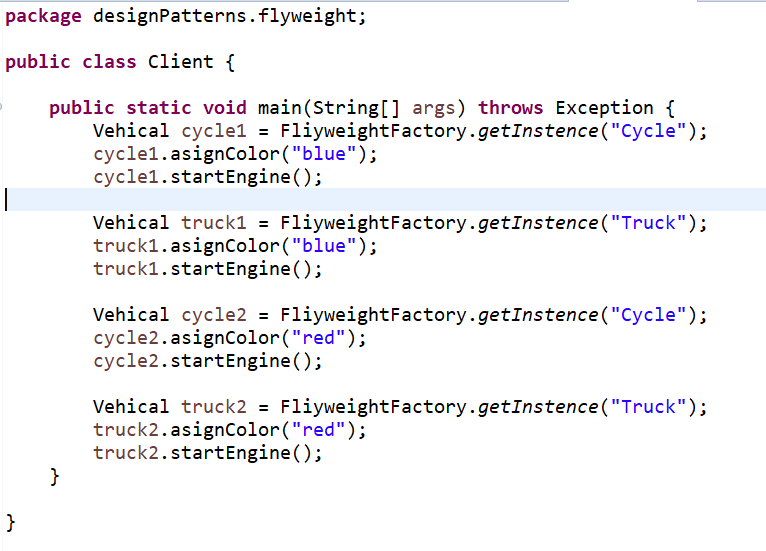 package designPatterns.flyweight;
public class Client {
public static void main(String[] args) throws Exception {
Vehical cycle1 = FliyweightFactory.getInstence("Cycle");
cycle1.asignColor("blue");
cycle1.startEngine();
Vehical truck1 = FliyweightFactory.getInstence("Truck");
truck1.asignColor("blue");
truck1.startEngine();
Vehical cycle2 = FliyweightFactory.getInstence("Cycle");
cycle2.asignColor("red");
cycle2.startEngine();
Vehical truck2 = FliyweightFactory.getInstence("Truck");
truck2.asignColor("red");
truck2.startEngine();
}
}